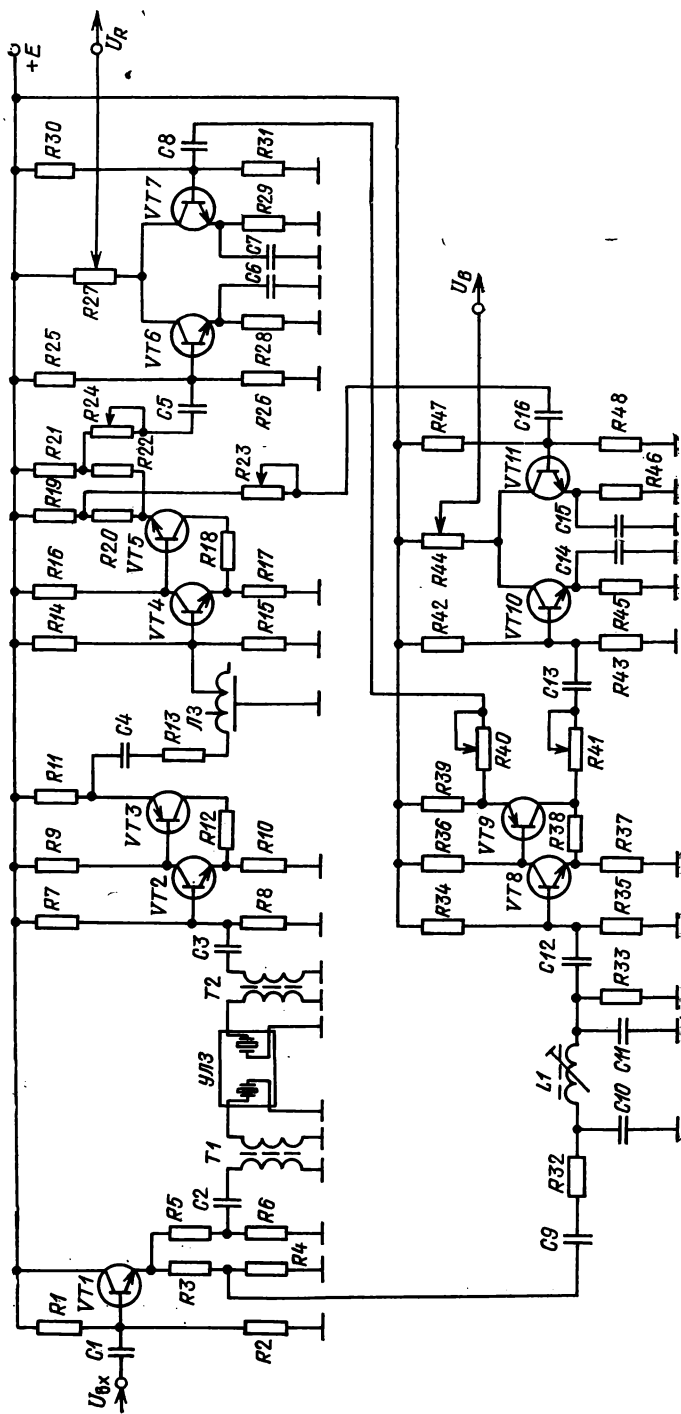 Uвх
C1
R1
VT1
R2
R3
R4
R5
R6
C2
T1
УЛЗ
T2
C3
R7
R8
R9
VT2
R10
R11
VT3
R12
C4
R13
ЛЗ
R14
R15
R16
VT4
R17
R18
R19
R20
VT5
R21
R22
R24
R23
C5
R25
R26
VT6
R28
R27
C6
C7
VT7
R29
R30
R31
C8
+E
UR
C9
R32
C10
L1
C11
R33
C12
R34
R35
R36
VT8
R37
R38
VT9
R39
R40
R41
C13
R42
R43
VT10
R45
R44
C14
C15
VT11
R46
R47
R48
C16
UB